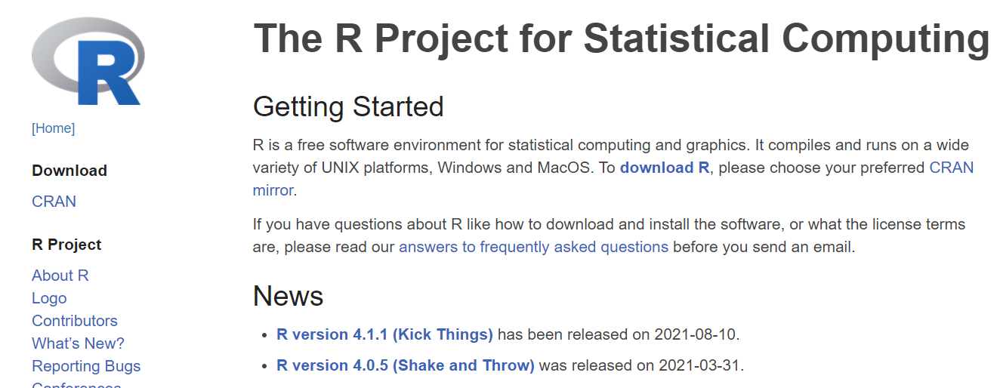 R
[Home]
Download
CRAN
R Project
About R
Logo
Contributors
What's New?
Reporting Bugs
Conferences
The R Project for Statistical Computing
Getting Started
R is a free software environment for statistical computing and graphics. It compiles and runs on a wide
variety of UNIX platforms, Windows and MacOS. To download R, please choose your preferred CRAN
mirror.
If you have questions about R like how to download and install the software, or what the license terms
are, please read our answers to frequently asked questions before you send an email.
News
• R version 4.1.1 (Kick Things) has been released on 2021-08-10.
• R version 4.0.5 (Shake and Throw) was released on 2021-03-31.